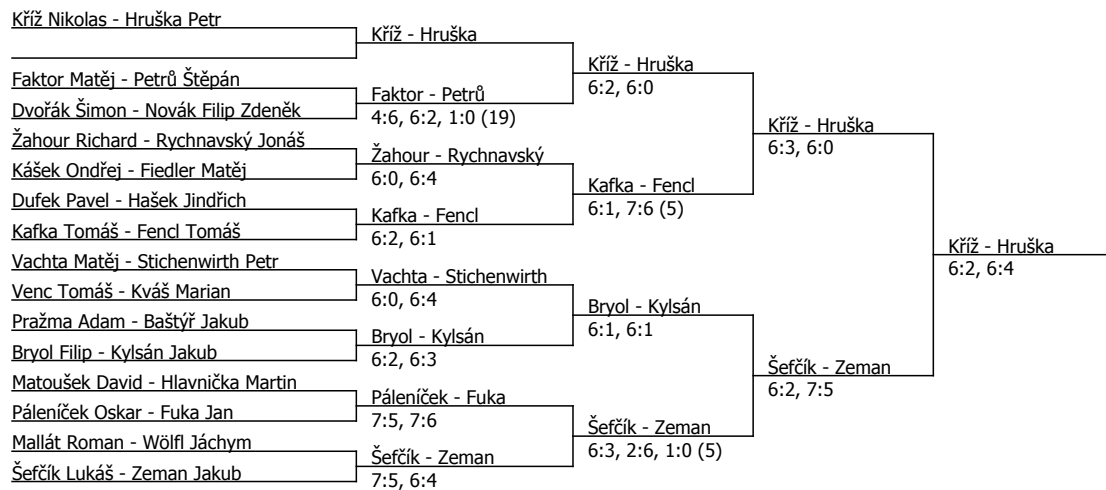 Kříž Nikolas - Hruška Petr
Faktor Matěj - Petrů Štěpán
Dvořák Šimon - Novák Filip Zdeněk
Žahour Richard - Rychnavský Jonáš
Kášek Ondřej - Fiedler Matěj
Dufek Pavel - Hašek Jindřich
Kafka Tomáš - Fencl Tomáš
Vachta Matěj - Stichenwirth Petr
Venc Tomáš - Kváš Marian
Pražma Adam - Baštýř Jakub
Bryol Filip - Kylsán Jakub
Matoušek David - Hlavnička Martin
Páleníček Oskar - Fuka Jan
Mallát Roman - Wölfl Jáchym
Šefčík Lukáš - Zeman Jakub
Kříž - Hruška
Faktor - Petrů
4:6, 6:2, 1:0 (19)
Žahour - Rychnavský
6:0, 6:4
Kafka - Fencl
6:2, 6:1
Vachta - Stichenwirth
6:0, 6:4
Bryol - Kylsán
6:2, 6:3
Páleníček - Fuka
7:5, 7:6
Šefčík - Zeman
7:5, 6:4
Kříž - Hruška
6:2, 6:0
Kafka - Fencl
6:1, 7:6 (5)
Bryol - Kylsán
6:1, 6:1
Šefčík - Zeman
6:3, 2:6, 1:0 (5)
Kříž - Hruška
6:3, 6:0
Šefčík - Zeman
6:2, 7:5
Kříž - Hruška
6:2, 6:4